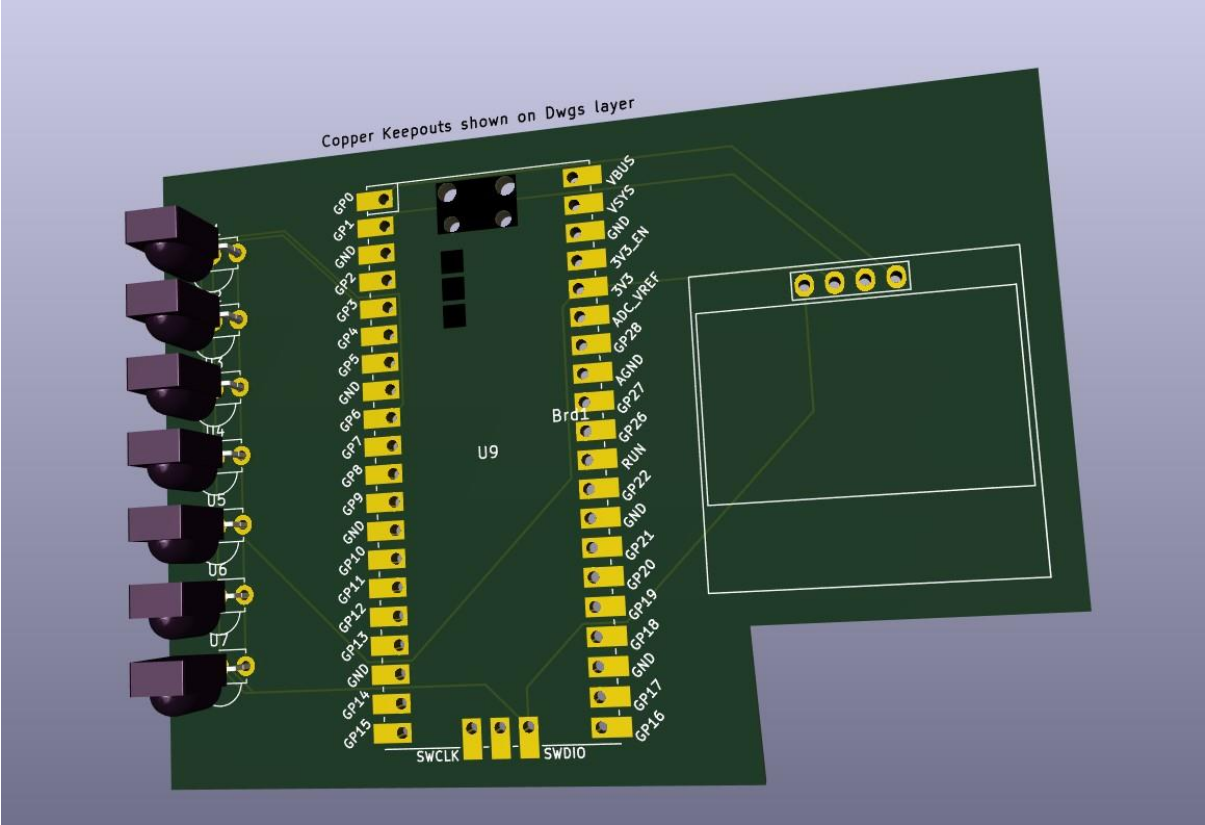 Copper Keepouts shown on Dwgs layer
GP0
GP1
GND
GP2
GP3
GP4
GP5
GND
GP6
GP7
GP8
GP9
GND
GP10
GP11
GP12
GP13
GND
GP14
GP15
VBUS
VSYS
GND
3V3_EN
3V3
ADC_VREF
GP28
AGND
GP27
GP26
RUN
GP22
GND
GP21
GP20
GP19
GP18
GND
GP17
GP16
Brd1
U9
U4
U5
U6
U7
SWCLK
SWDIO